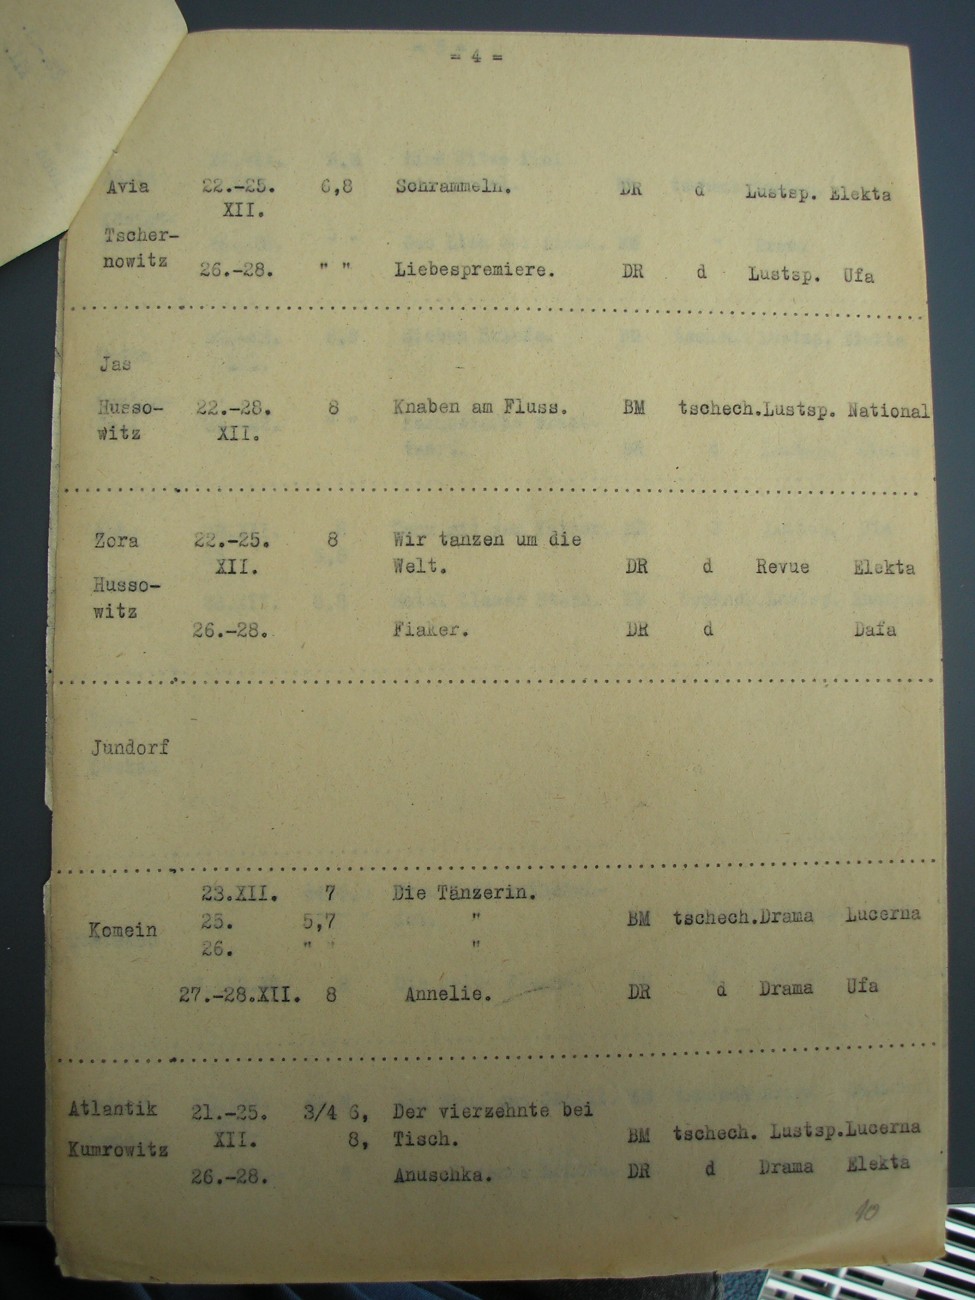 = 4 =
Avia 22.-25. 6,8 Schrammeln. DR d Lustsp. Elekta
XII.
Tscher-
nowitz
26.-28. " " Liebespremiere. DR d Lustsp. Ufa
Jas
Husso- 22.-28. 8 Knaben am Fluss. BM tschech.Lustsp. National
witz XII.
Zora 22.-25. 8 Wir tanzen um die
XII. Welt. DR d Revue Elekta
Husso-
witz
26.-28. Fiaker. DR d Dafa
Jundorf
23.XII. 7 Die Tänzerin.
25. 5,7 " BM tschech.Drama Lucerna
Komein
26. " " "
27.-28.XII. 8 Annelie. DR d Drama Ufa
Atlantik 21.-25. 3/4 6, Der vierzehnte bei
Kumrowitz XII. 8, Tisch. BM tschech. Lustsp.Lucerna
26.-28. Anuschka. DR d Drama Elekta
10